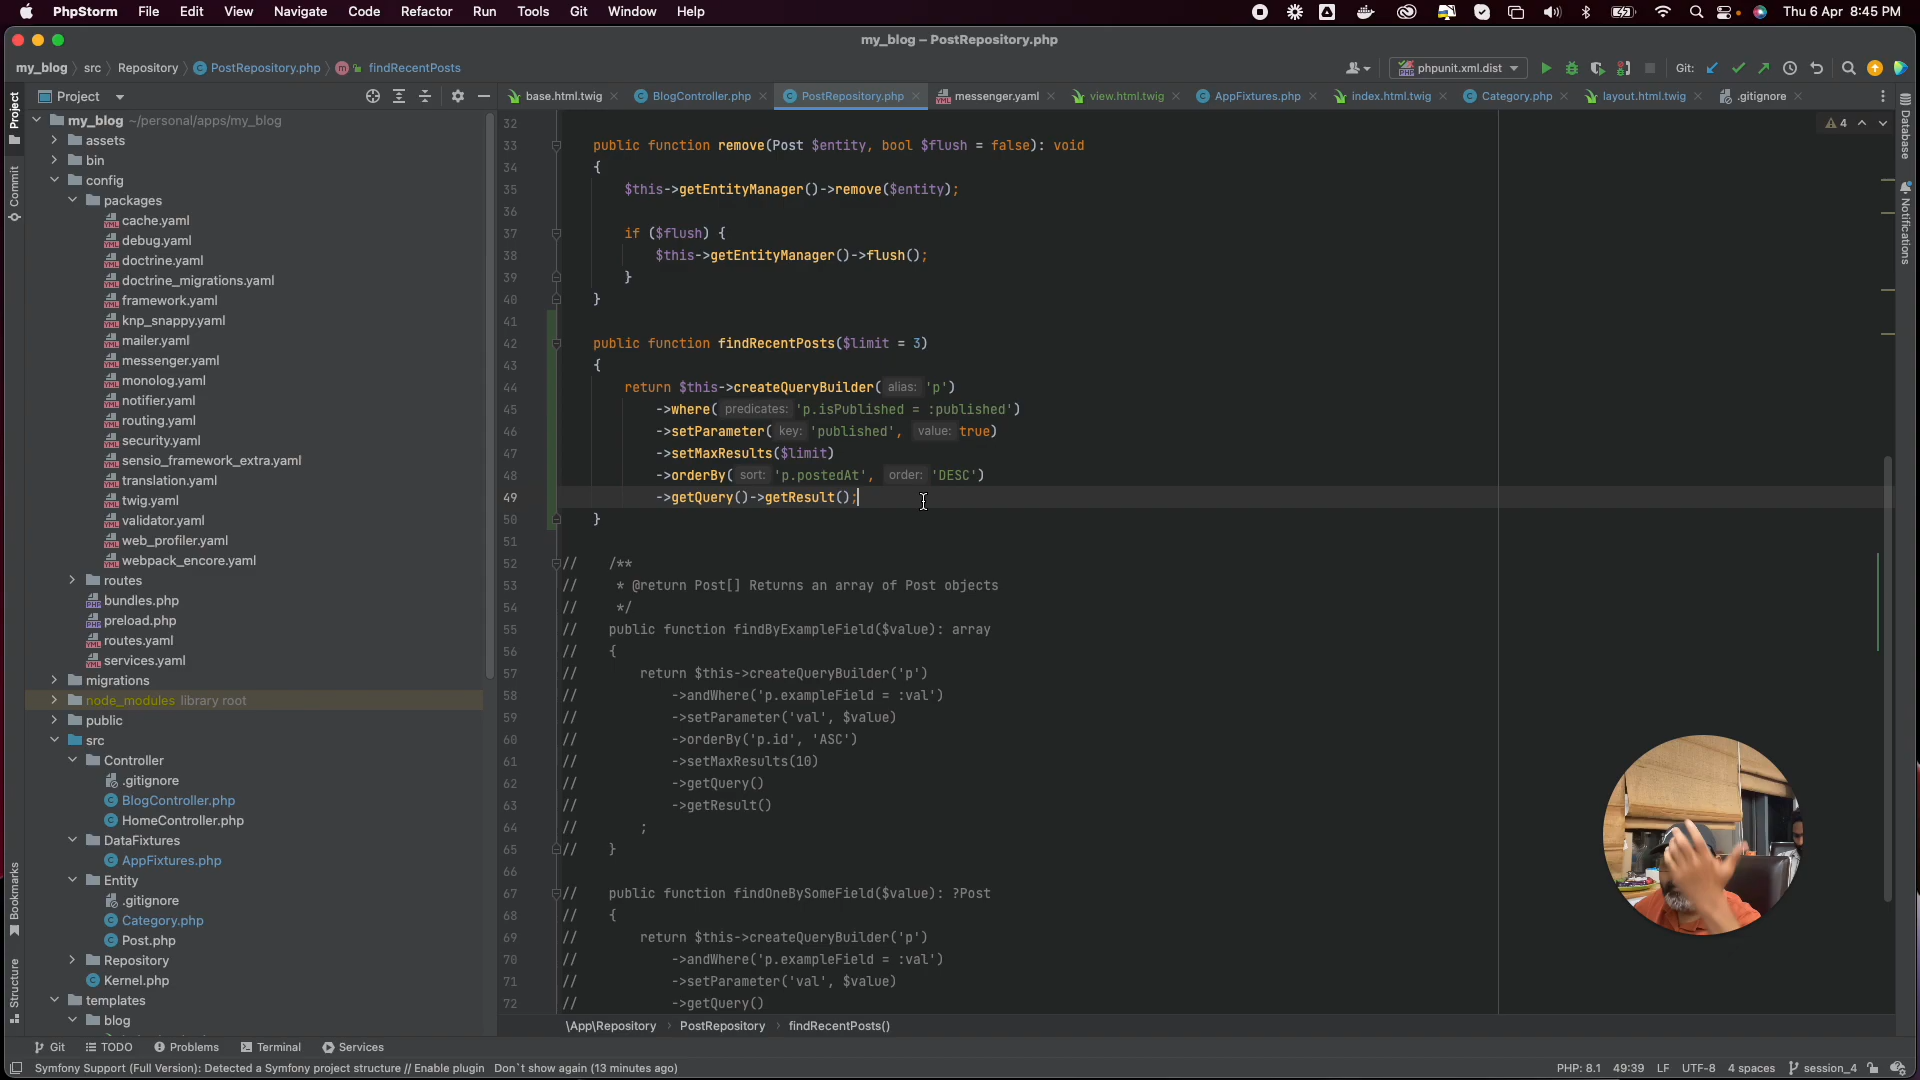 PhpStorm File Edit View Navigate Code Refactor Run Tools Git Window Help Thu 6 Apr 8:45 PM
my_blog – PostRepository.php
my_blog src Repository PostRepository.php findRecentPosts phpunit.xml.dist Git:
Project base.html.twig BlogController.php PostRepository.php messenger.yaml view.html.twig AppFixtures.php index.html.twig Category.php layout.html.twig .gitignore
Project
Commit
Bookmarks
Structure
my_blog ~/personal/apps/my_blog
assets
bin
config
packages
cache.yaml
debug.yaml
doctrine.yaml
doctrine_migrations.yaml
framework.yaml
knp_snappy.yaml
mailer.yaml
messenger.yaml
monolog.yaml
notifier.yaml
routing.yaml
security.yaml
sensio_framework_extra.yaml
translation.yaml
twig.yaml
validator.yaml
web_profiler.yaml
webpack_encore.yaml
routes
bundles.php
preload.php
routes.yaml
services.yaml
migrations
node_modules library root
public
src
Controller
.gitignore
BlogController.php
HomeController.php
DataFixtures
AppFixtures.php
Entity
.gitignore
Category.php
Post.php
Repository
Kernel.php
templates
blog
4
Database
Notifications
32
33 public function remove(Post $entity, bool $flush = false): void
34 {
35 $this->getEntityManager()->remove($entity);
36
37 if ($flush) {
38 $this->getEntityManager()->flush();
39 }
40 }
41
42 public function findRecentPosts($limit = 3)
43 {
44 return $this->createQueryBuilder( alias: 'p')
45 ->where( predicates: 'p.isPublished = :published')
46 ->setParameter( key: 'published', value: true)
47 ->setMaxResults($limit)
48 ->orderBy( sort: 'p.postedAt', order: 'DESC')
49 ->getQuery()->getResult();
50 }
51
52 // /**
53 // * @return Post[] Returns an array of Post objects
54 // */
55 // public function findByExampleField($value): array
56 // {
57 // return $this->createQueryBuilder('p')
58 // ->andWhere('p.exampleField = :val')
59 // ->setParameter('val', $value)
60 // ->orderBy('p.id', 'ASC')
61 // ->setMaxResults(10)
62 // ->getQuery()
63 // ->getResult()
64 // ;
65 // }
66
67 // public function findOneBySomeField($value): ?Post
68 // {
69 // return $this->createQueryBuilder('p')
70 // ->andWhere('p.exampleField = :val')
71 // ->setParameter('val', $value)
72 // ->getQuery()
\App\Repository PostRepository findRecentPosts()
Git TODO Problems Terminal Services
Symfony Support (Full Version): Detected a Symfony project structure // Enable plugin Don't show again (13 minutes ago) PHP: 8.1 49:39 LF UTF-8 4 spaces session_4